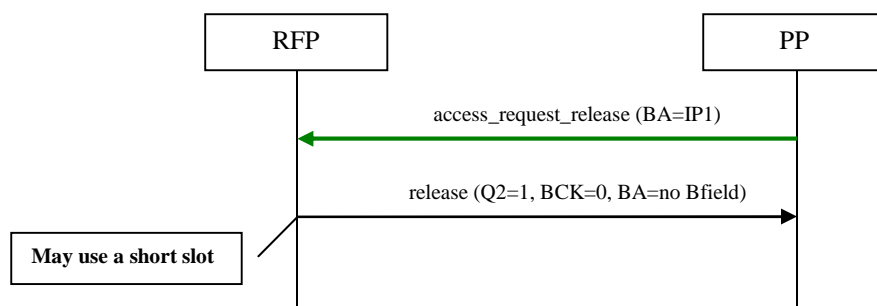 RFP
PP
access_request_release (BA=IP1)
release (Q2=1, BCK=0, BA=no Bfield)
May use a short slot